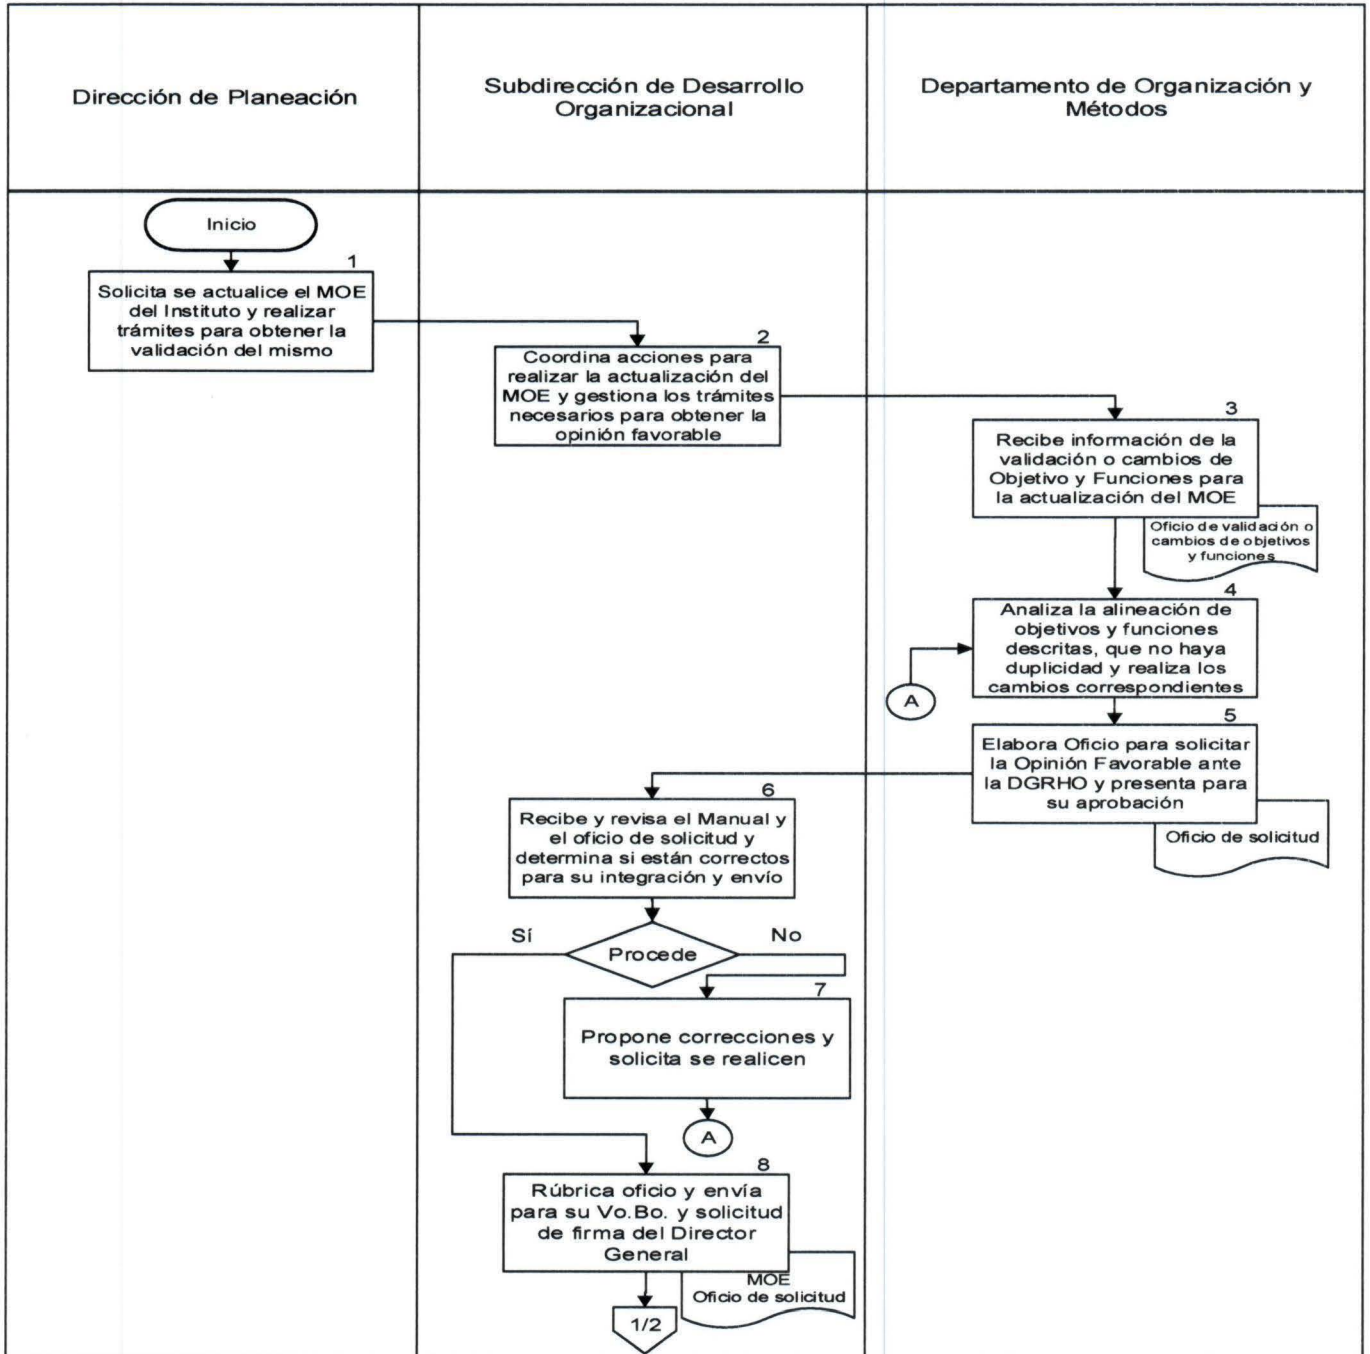 Dirección de Planeación
Subdirección de Desarrollo
Organizacional
Departamento de Organización y
Métodos
Inicio
1
Solicita se actualice el MOE
del Instituto y realizar
trámites para obtener la
validación del mismo
2
Coordina acciones para
realizar la actualización del
MOE y gestiona los trámites
necesarios para obtener la
opinión favorable
3
Recibe información de la
validación o cambios de
Objetivo y Funciones para
la actualización del MOE
Oficio de validación o
cambios de objetivos
y funciones
4
Analiza la alineación de
objetivos y funciones
descritas, que no haya
duplicidad y realiza los
cambios correspondientes
A
5
Elabora Oficio para solicitar
la Opinión Favorable ante
la DGRHO y presenta para
su aprobación
Oficio de solicitud
6
Recibe y revisa el Manual y
el oficio de solicitud y
determina si están correctos
para su integración y envío
Sí
Procede
No
7
Propone correcciones y
solicita se realicen
A
8
Rúbrica oficio y envía
para su Vo.Bo. y solicitud
de firma del Director
General
MOE
Oficio de solicitud
1/2